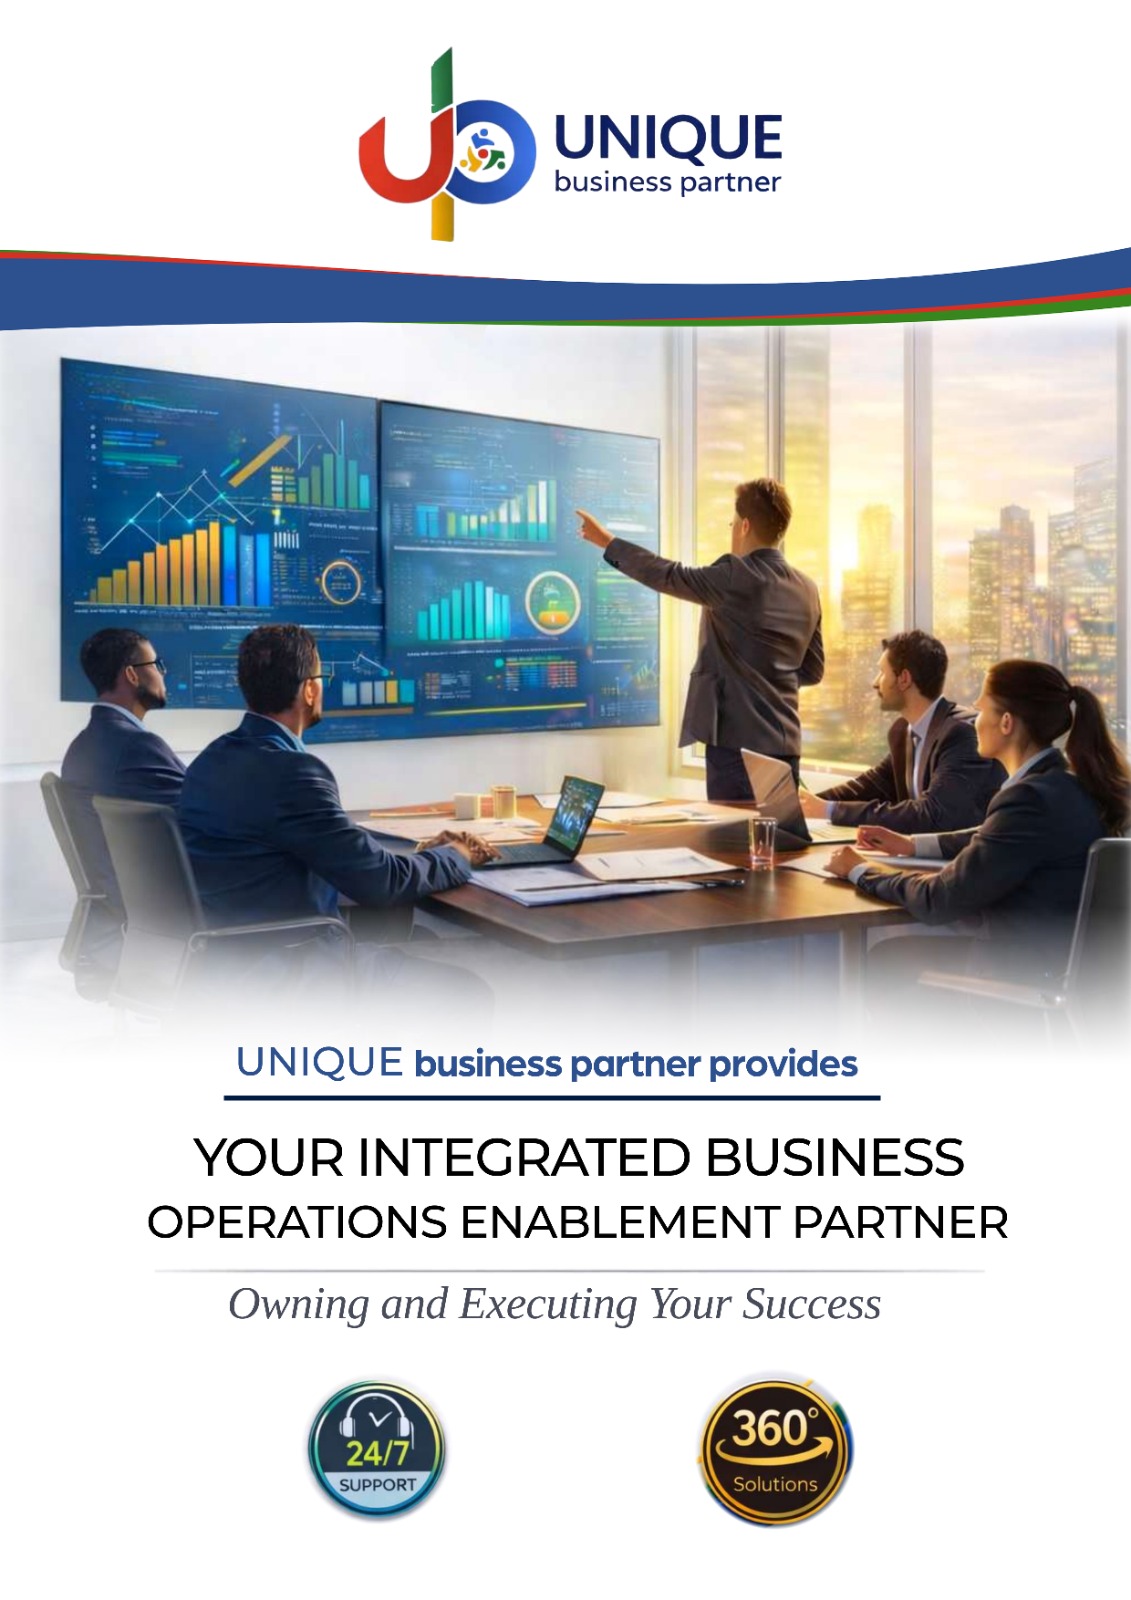 UNIQUE
business partner
UNIQUE business partner provides
YOUR INTEGRATED BUSINESS
OPERATIONS ENABLEMENT PARTNER
Owning and Executing Your Success
24/7
SUPPORT
360°
Solutions